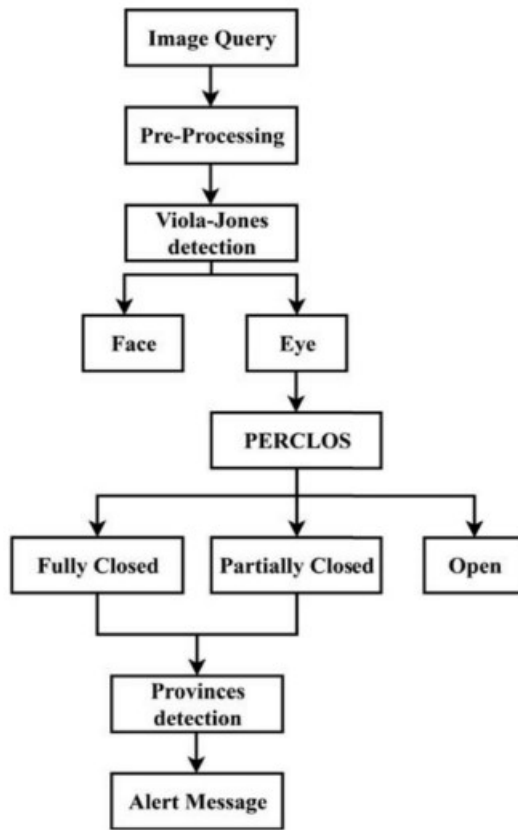 Image Query
Pre-Processing
Viola-Jones
detection
Face
Eye
PERCLOS
Fully Closed
Partially Closed
Open
Provinces
detection
Alert Message